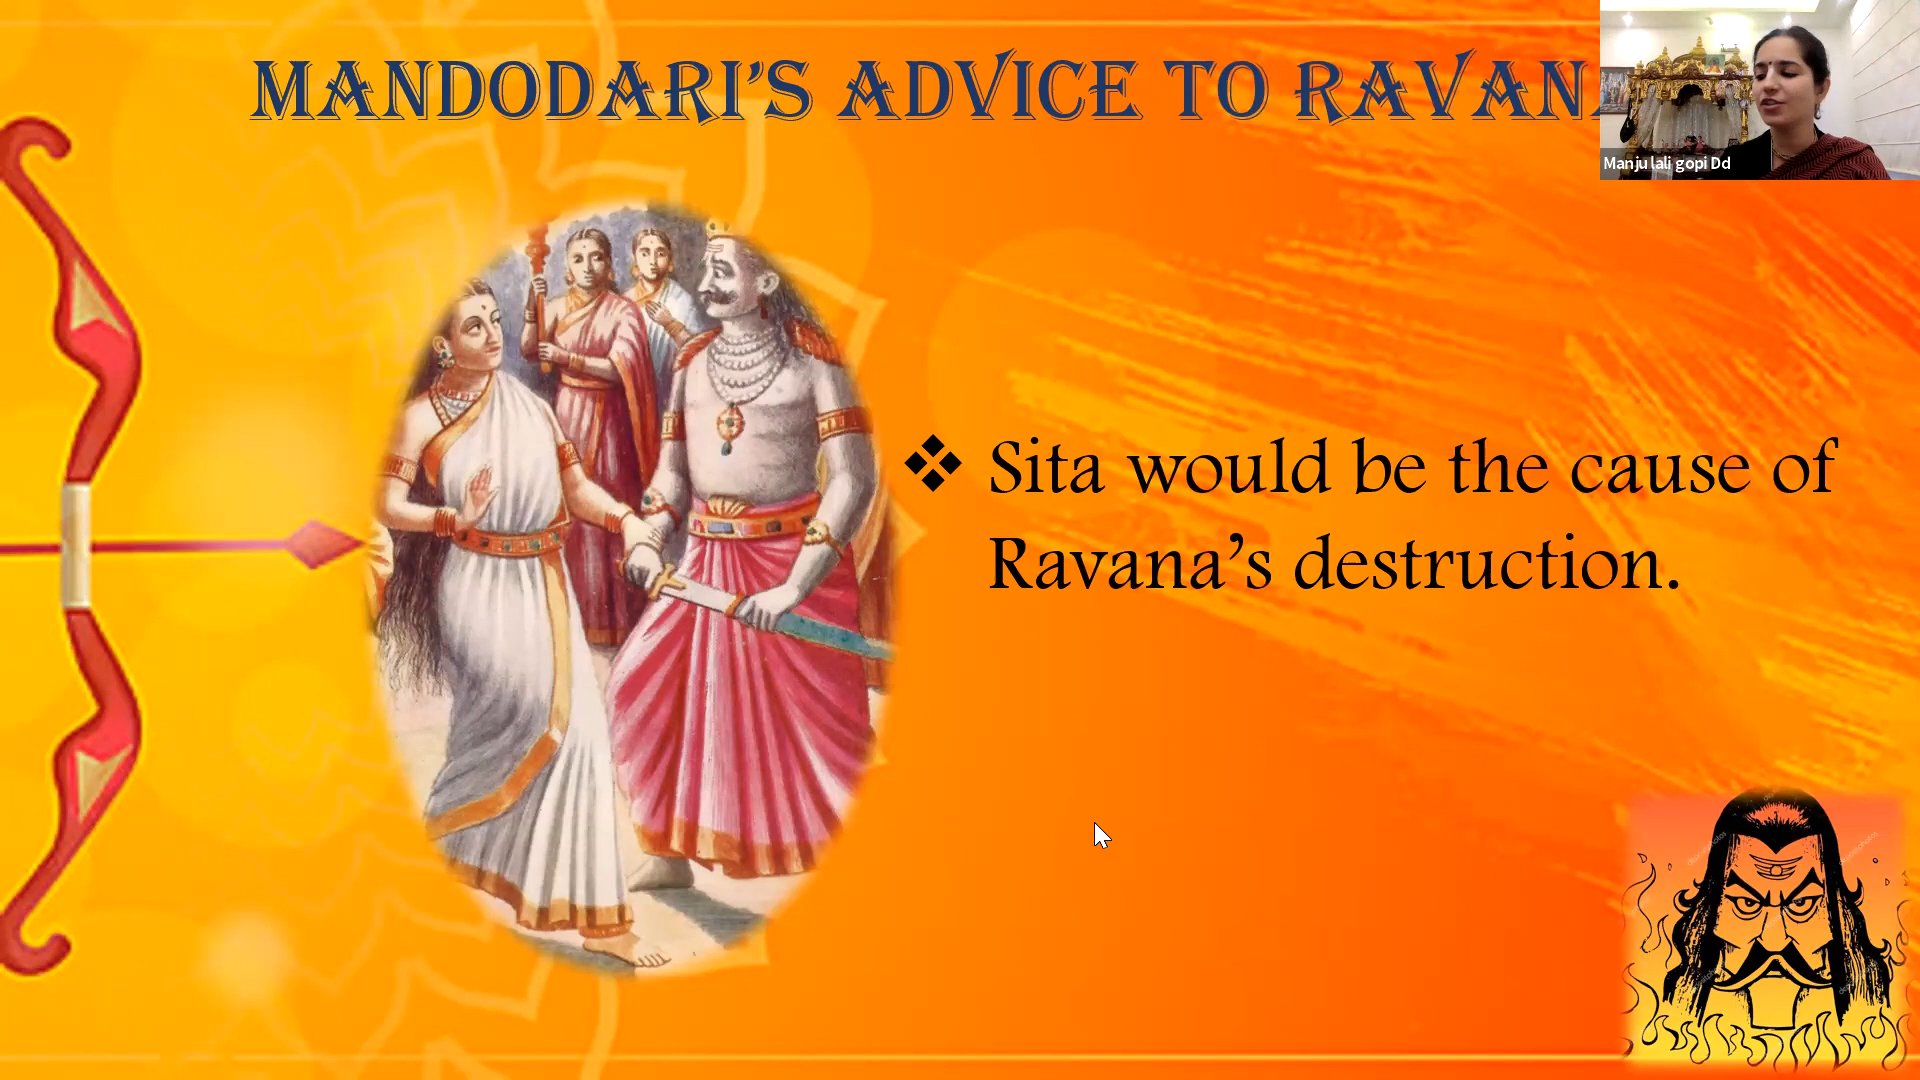 MANDODARI'S ADVICE TO RAVAN
Manju lali gopi Dd
❖ Sita would be the cause of
Ravana's destruction.